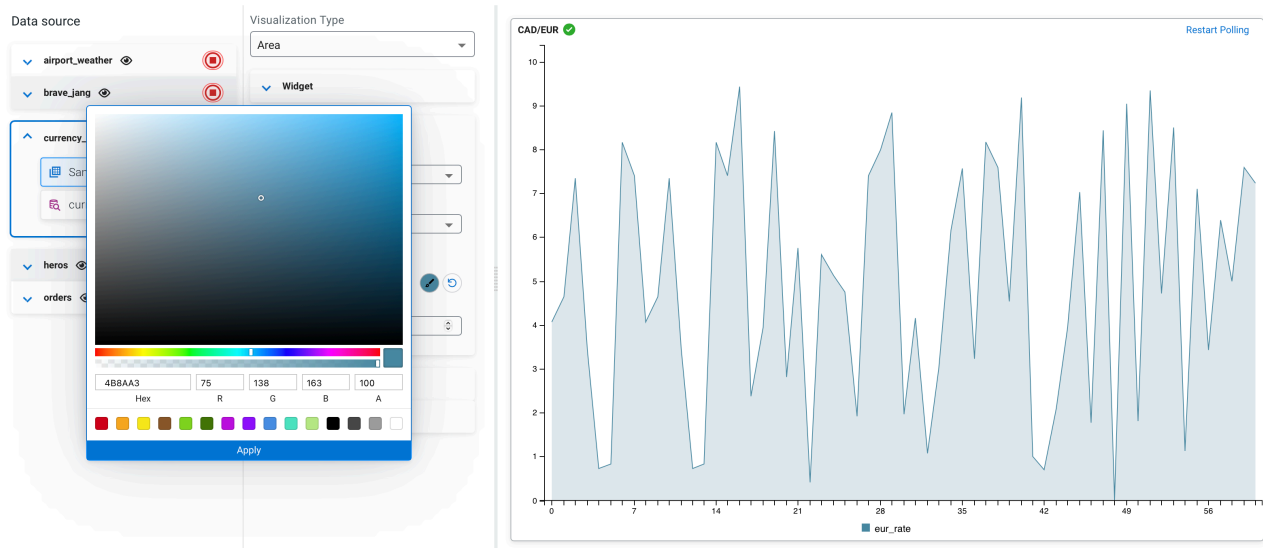 Data source
airport_weather
brave_jang
currency_
San
cur
heros
orders
Visualization Type
Area
Widget
4B8AA3 75 138 163 100
Hex R G B A
Apply
CAD/EUR
Restart Polling
10
9
8
7
6
5
4
3
2
1
0
0 7 14 21 28 35 42 49 56
eur_rate